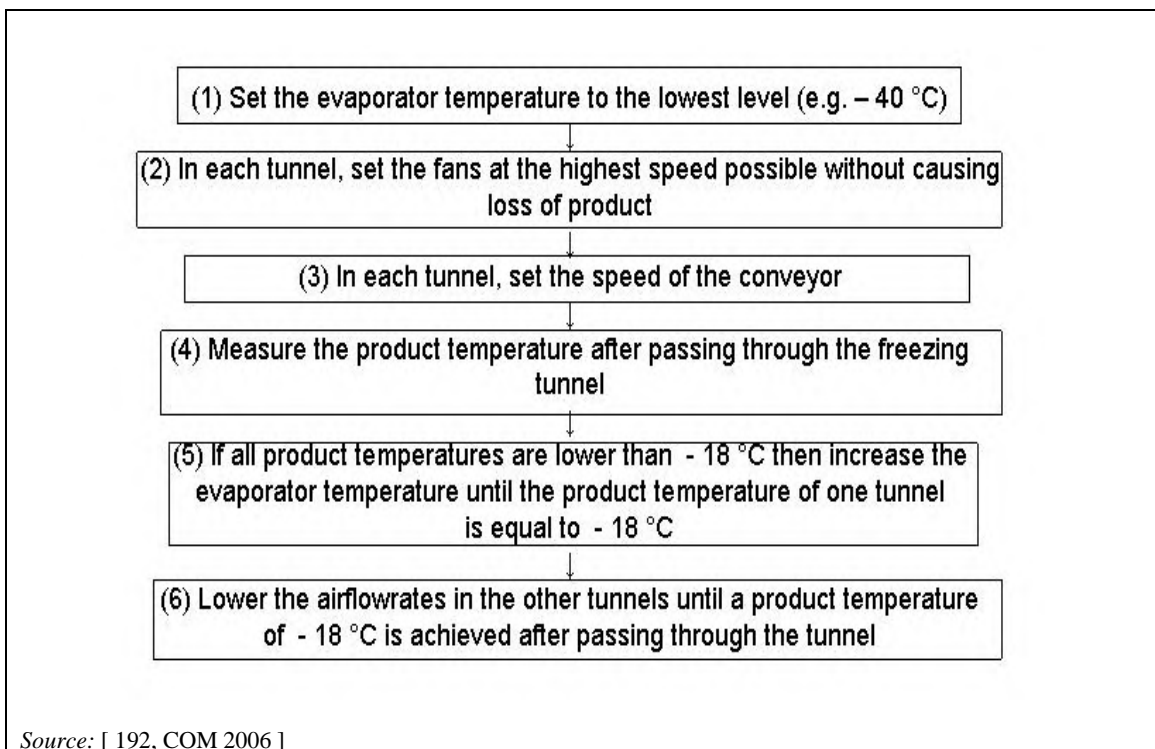 (1) Set the evaporator temperature to the lowest level (e.g. – 40 °C)
(2) In each tunnel, set the fans at the highest speed possible without causing
loss of product
(3) In each tunnel, set the speed of the conveyor
(4) Measure the product temperature after passing through the freezing
tunnel
(5) If all product temperatures are lower than - 18 °C then increase the
evaporator temperature until the product temperature of one tunnel
is equal to - 18 °C
(6) Lower the airflowrates in the other tunnels until a product temperature
of - 18 °C is achieved after passing through the tunnel
Source: [ 192, COM 2006 ]